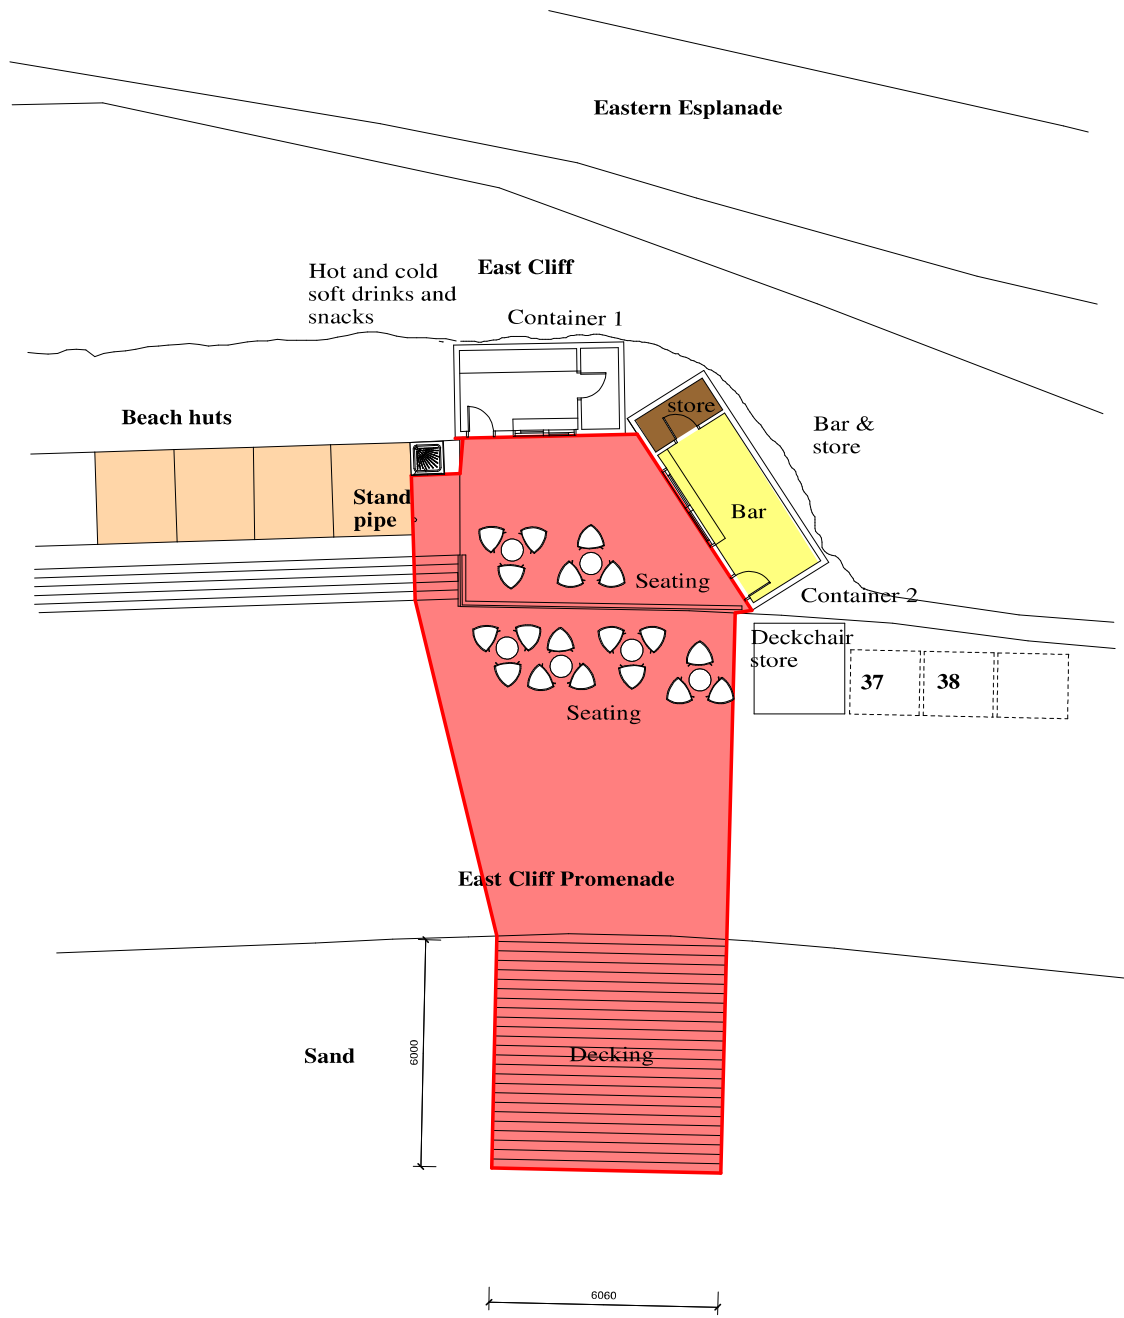 Eastern Esplanade
East Cliff
Hot and cold
soft drinks and
snacks
Container 1
Beach huts
store
Bar &
store
Stand
pipe
Bar
Seating
Container 2
Deckchair
store
37
38
Seating
East Cliff Promenade
6000
Sand
Decking
6060